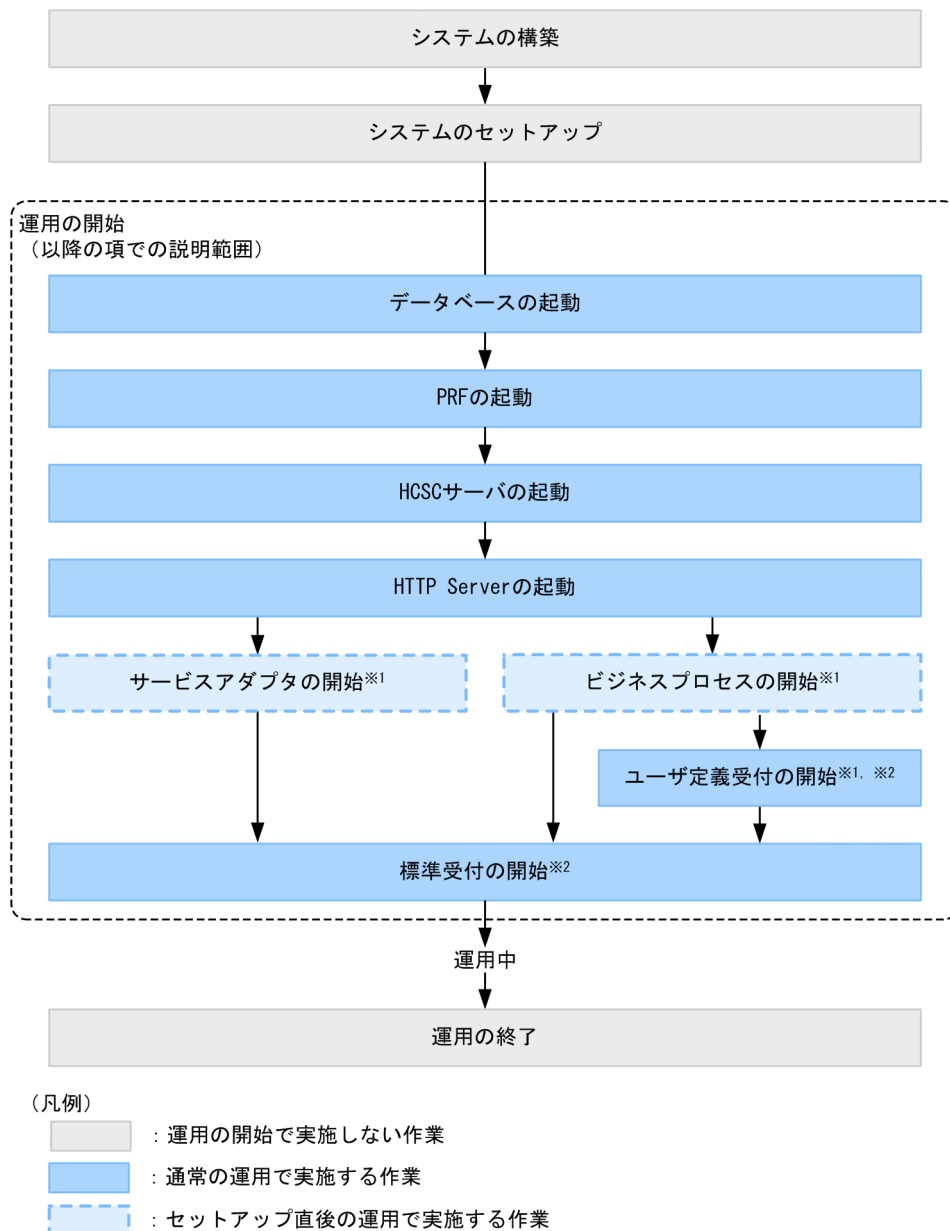 システムの構築
システムのセットアップ
運用の開始
（以降の項での説明範囲）
データベースの起動
PRFの起動
HCSCサーバの起動
HTTP Serverの起動
サービスアダプタの開始※1
ビジネスプロセスの開始※1
ユーザ定義受付の開始※1, ※2
標準受付の開始※2
運用中
運用の終了
（凡例）
：運用の開始で実施しない作業
：通常の運用で実施する作業
：セットアップ直後の運用で実施する作業